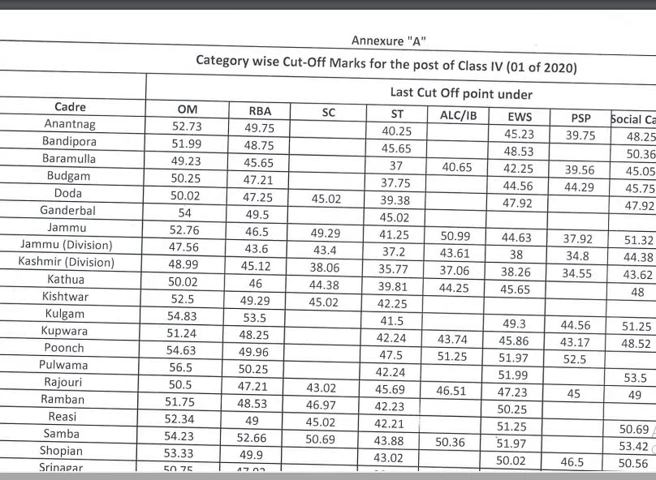 Annexure "A"
Category wise Cut-Off Marks for the post of Class IV (01 of 2020)
Last Cut Off point under
Cadre OM RBA SC ST ALC/IB EWS PSP Social Ca
Anantnag 52.73 49.75 40.25 45.23 39.75 48.25
Bandipora 51.99 48.75 45.65 48.53 50.36
Baramulla 49.23 45.65 37 40.65 42.25 39.56 45.05
Budgam 50.25 47.21 37.75 44.56 44.29 45.75
Doda 50.02 47.25 45.02 39.38 47.92 47.92
Ganderbal 54 49.5 45.02
Jammu 52.76 46.5 49.29 41.25 50.99 44.63 37.92 51.32
Jammu (Division) 47.56 43.6 43.4 37.2 43.61 38 34.8 44.38
Kashmir (Division) 48.99 45.12 38.06 35.77 37.06 38.26 34.55 43.62
Kathua 50.02 46 44.38 39.81 44.25 45.65 48
Kishtwar 52.5 49.29 45.02 42.25
Kulgam 54.83 53.5 41.5 49.3 44.56 51.25
Kupwara 51.24 48.25 42.24 43.74 45.86 43.17 48.52
Poonch 54.63 49.96 47.5 51.25 51.97 52.5
Pulwama 56.5 50.25 42.24 51.99 53.5
Rajouri 50.5 47.21 43.02 45.69 46.51 47.23 45 49
Ramban 51.75 48.53 46.97 42.23 50.25
Reasi 52.34 49 45.02 42.21 51.25 50.69
Samba 54.23 52.66 50.69 43.88 50.36 51.97 53.42
Shopian 53.33 49.9 43.02 50.02 46.5 50.56
Srinagar 50.75